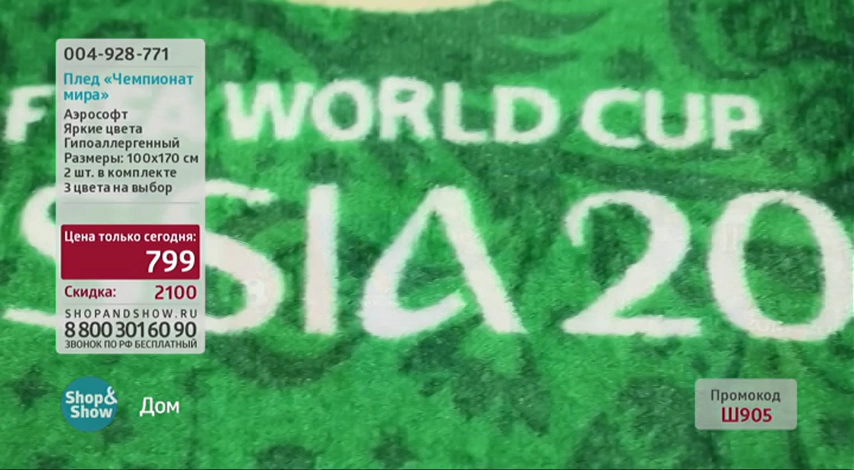 004-928-771
Плед «Чемпионат
мира»
Аэрософт
Яркие цвета
Гипоаллергенный
Размеры: 100х170 см
2 шт. в комплекте
3 цвета на выбор
Цена только сегодня:
799
Скидка: 2100
SHOPANDSHOW.RU
8 800 301 60 90
ЗВОНОК ПО РФ БЕСПЛАТНЫЙ
WORLD CUP
SIA 20
Shop&
Show
Дом
Промокод
Ш905